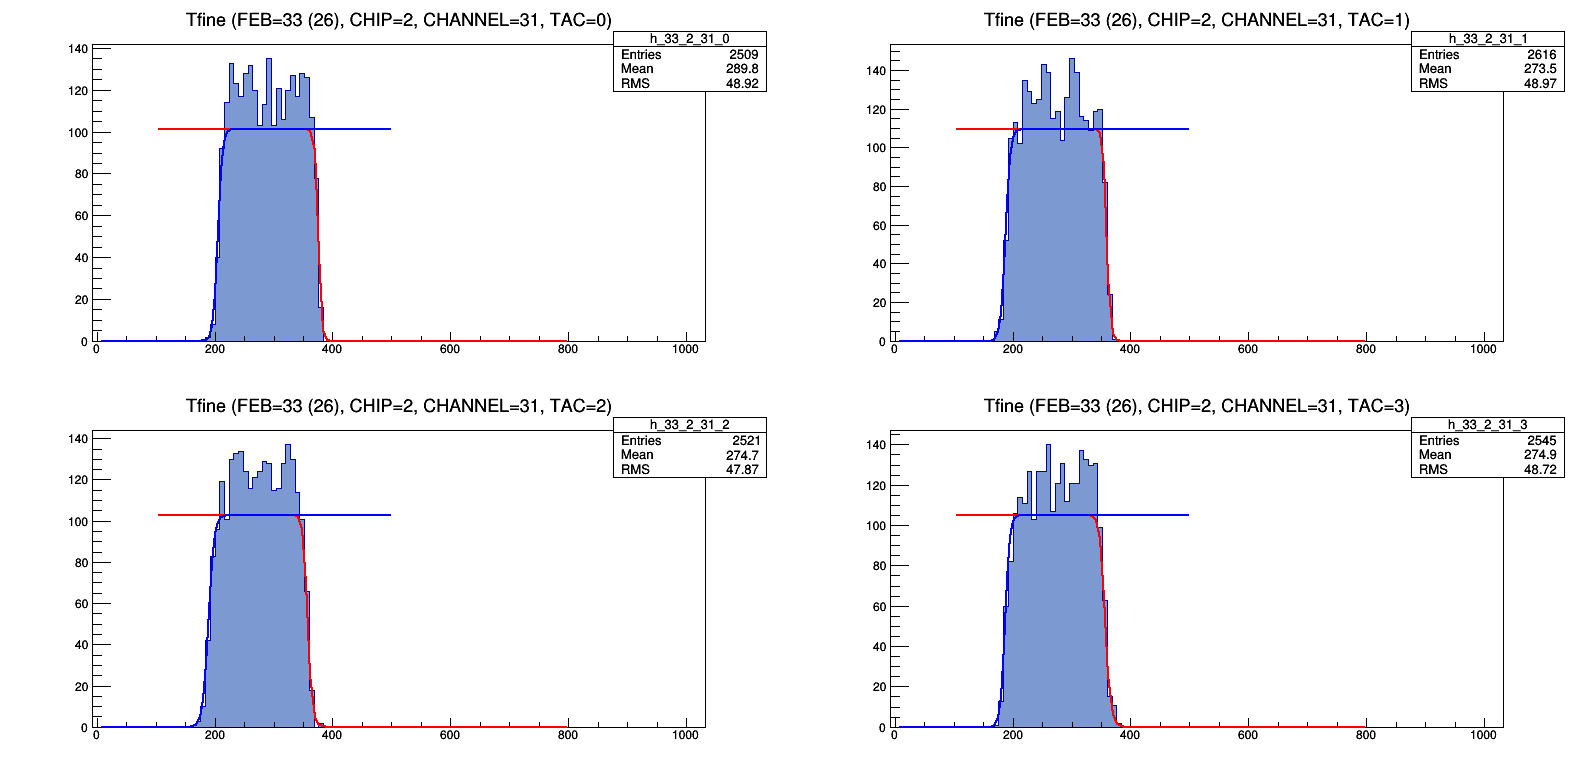 Tfine (FEB=33 (26), CHIP=2, CHANNEL=31, TAC=0)
h_33_2_31_0
Entries 2509
Mean 289.8
RMS 48.92
140
120
100
80
60
40
20
0
0 200 400 600 800 1000
Tfine (FEB=33 (26), CHIP=2, CHANNEL=31, TAC=1)
h_33_2_31_1
Entries 2616
Mean 273.5
RMS 48.97
140
120
100
80
60
40
20
0
0 200 400 600 800 1000
Tfine (FEB=33 (26), CHIP=2, CHANNEL=31, TAC=2)
h_33_2_31_2
Entries 2521
Mean 274.7
RMS 47.87
140
120
100
80
60
40
20
0
0 200 400 600 800 1000
Tfine (FEB=33 (26), CHIP=2, CHANNEL=31, TAC=3)
h_33_2_31_3
Entries 2545
Mean 274.9
RMS 48.72
140
120
100
80
60
40
20
0
0 200 400 600 800 1000